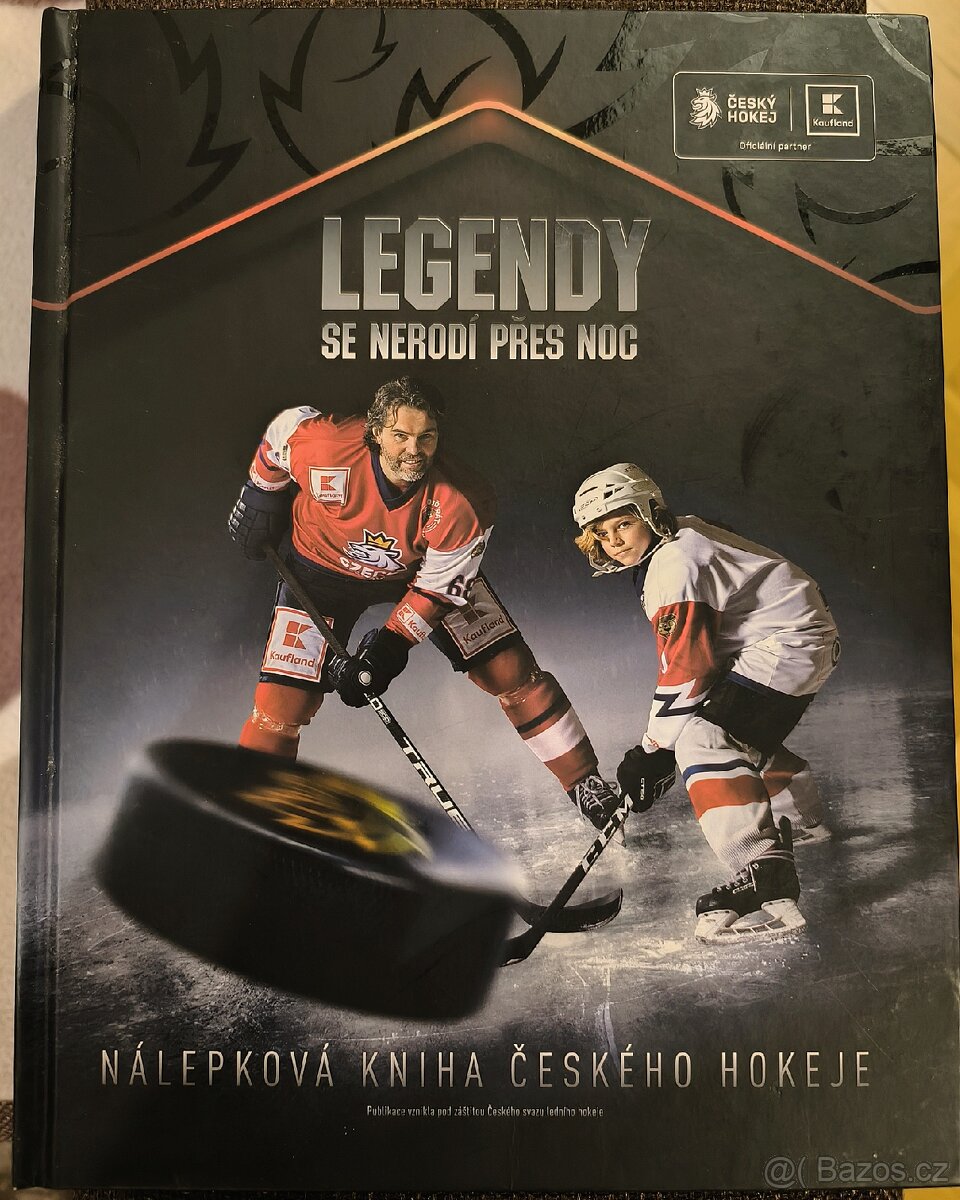 ČESKÝ
HOKEJ
Kaufland
Oficiální partner
LEGENDY
SE NERODÍ PŘES NOC
Kaufland
68
Kaufland
Kaufland
TRUE
NÁLEPKOVÁ KNIHA ČESKÉHO HOKEJE
Publikace vznikla pod záštitou Českého svazu ledního hokeje
@( Bazos.cz